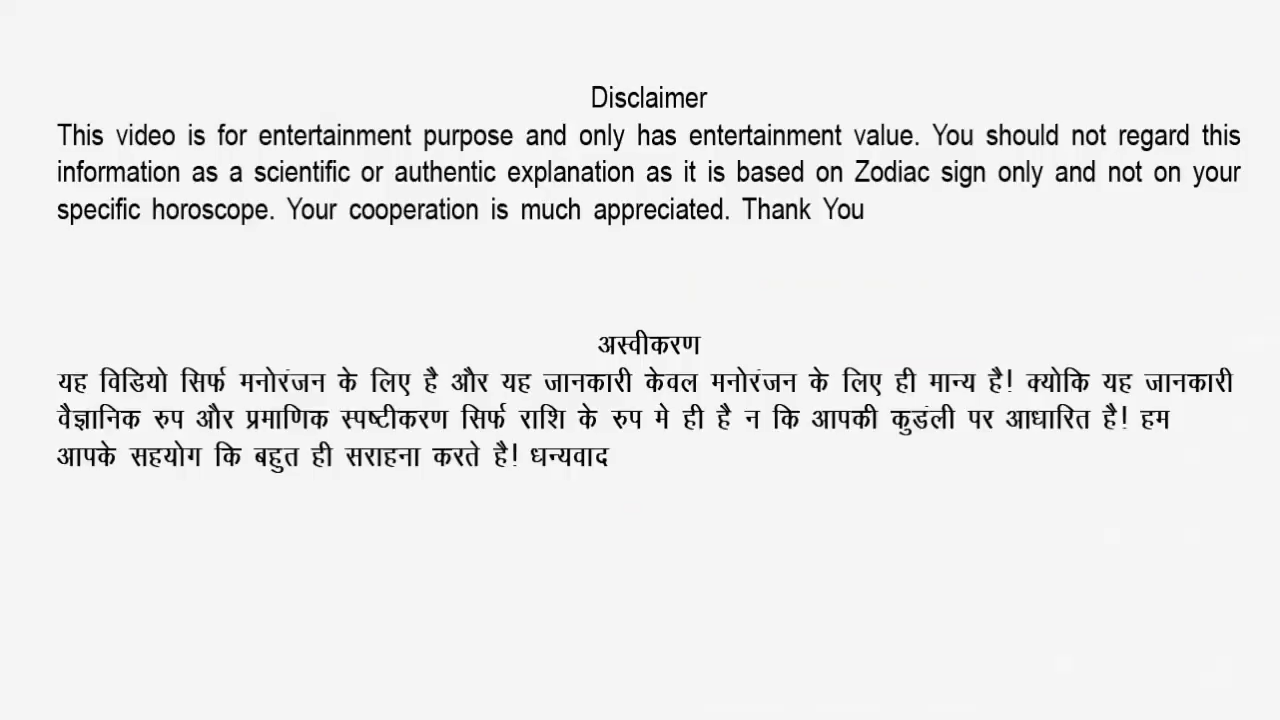 Disclaimer
This video is for entertainment purpose and only has entertainment value. You should not regard this
information as a scientific or authentic explanation as it is based on Zodiac sign only and not on your
specific horoscope. Your cooperation is much appreciated. Thank You
अस्वीकरण
यह विडियो सिर्फ मनोरंजन के लिए है और यह जानकारी केवल मनोरंजन के लिए ही मान्य है! क्योकि यह जानकारी
वैज्ञानिक रुप और प्रमाणिक स्पष्टीकरण सिर्फ राशि के रुप मे ही है न कि आपकी कुडंली पर आधारित है! हम
आपके सहयोग कि बहुत ही सराहना करते है! धन्यवाद